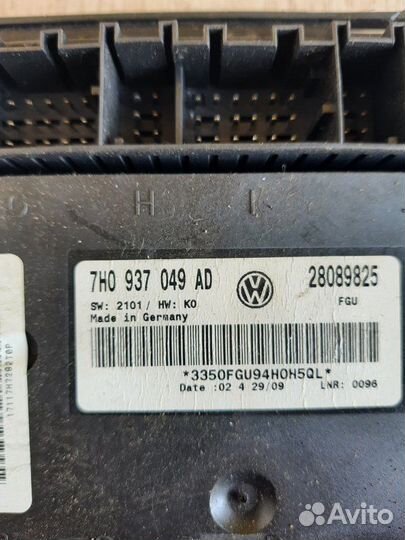 H I
7H0 937 049 AD
28089825
SW: 2101/ HW: K0
FGU
Made in Germany
*3350FGU94H0H5QL*
Date :02 4 29/09
LNR: 0096
17117H7202T0P
Avito